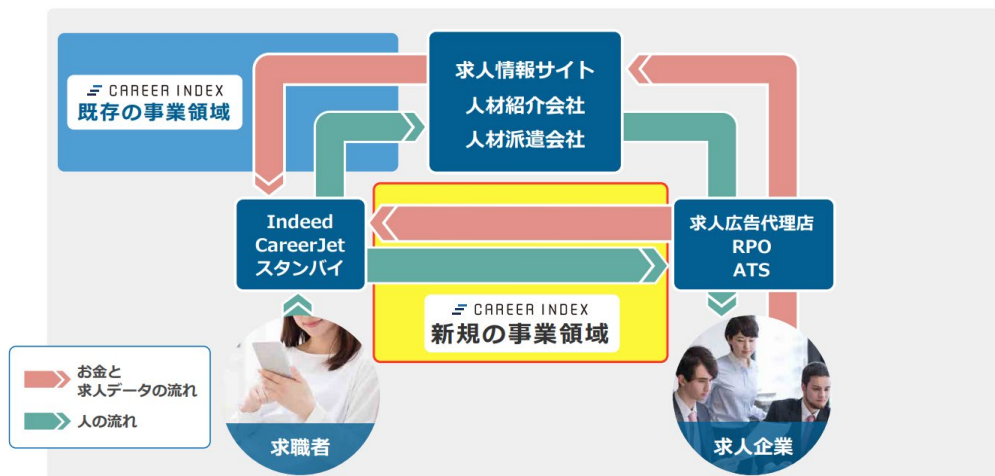 CAREER INDEX
既存の事業領域
求人情報サイト
人材紹介会社
人材派遣会社
Indeed
CareerJet
スタンバイ
求人広告代理店
RPO
ATS
CAREER INDEX
新規の事業領域
お金と
求人データの流れ
人の流れ
求職者
求人企業